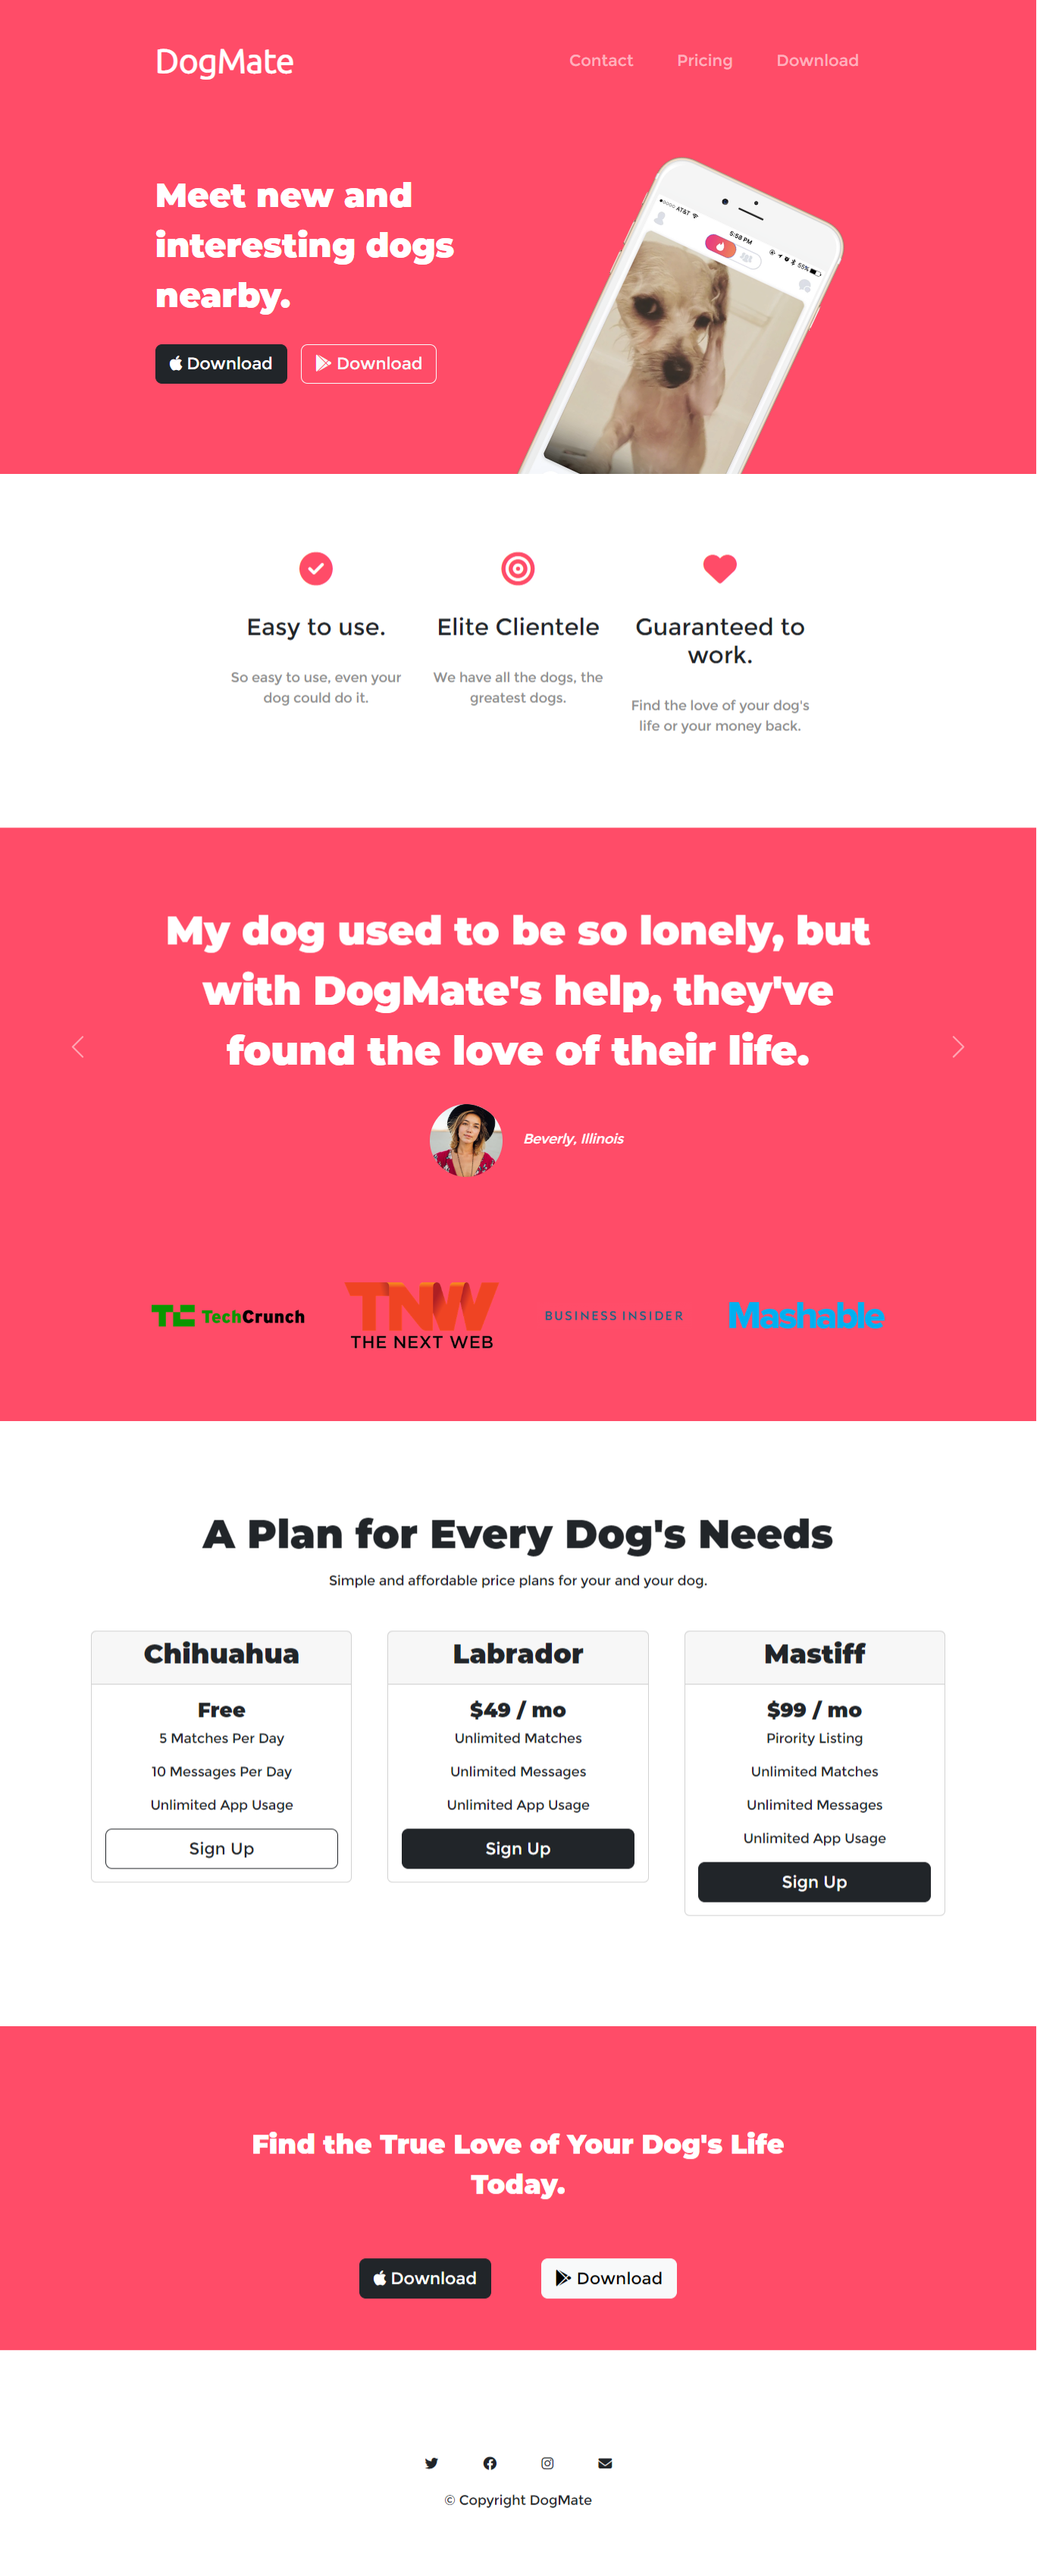 DogMate
Contact Pricing Download
Meet new and
interesting dogs
nearby.
AT&T
5:58 PM
55%
Download Download
Easy to use.
So easy to use, even your
dog could do it.
Elite Clientele
We have all the dogs, the
greatest dogs.
Guaranteed to
work.
Find the love of your dog's
life or your money back.
My dog used to be so lonely, but
with DogMate's help, they've
found the love of their life.
Beverly, Illinois
TechCrunch
TNW
THE NEXT WEB
BUSINESS INSIDER
Mashable
A Plan for Every Dog's Needs
Simple and affordable price plans for your and your dog.
Chihuahua
Free
5 Matches Per Day
10 Messages Per Day
Unlimited App Usage
Sign Up
Labrador
$49 / mo
Unlimited Matches
Unlimited Messages
Unlimited App Usage
Sign Up
Mastiff
$99 / mo
Pirority Listing
Unlimited Matches
Unlimited Messages
Unlimited App Usage
Sign Up
Find the True Love of Your Dog's Life
Today.
Download Download
© Copyright DogMate